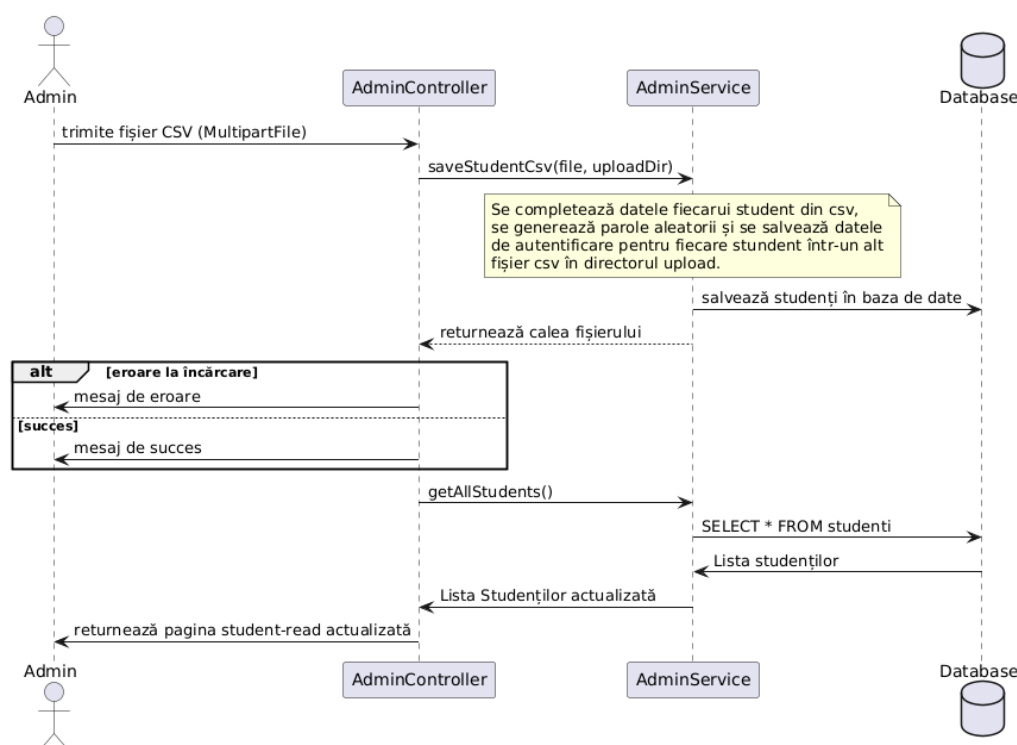 Admin
AdminController
AdminService
Database
trimite fișier CSV (MultipartFile)
saveStudentCsv(file, uploadDir)
Se completează datele fiecarui student din csv,
se generează parole aleatorii și se salvează datele
de autentificare pentru fiecare stundent într-un alt
fișier csv în directorul upload.
salvează studenți în baza de date
returnează calea fișierului
alt [eroare la încărcare]
mesaj de eroare
[succes]
mesaj de succes
getAllStudents()
SELECT * FROM studenti
Lista studenților
Lista Studenților actualizată
returnează pagina student-read actualizată
Admin
AdminController
AdminService
Database